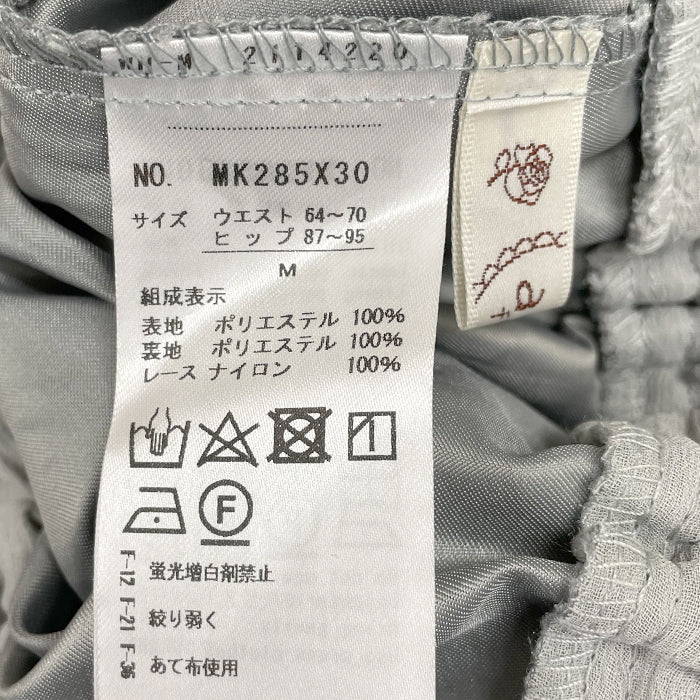 2114220
NO. MK285X30
サイズ ウエスト 64～70
ヒップ 87～95
M
組成表示
表地 ポリエステル 100%
裏地 ポリエステル 100%
レース ナイロン 100%
F
F-12 蛍光増白剤禁止
F-21 絞り弱く
F-36 あて布使用